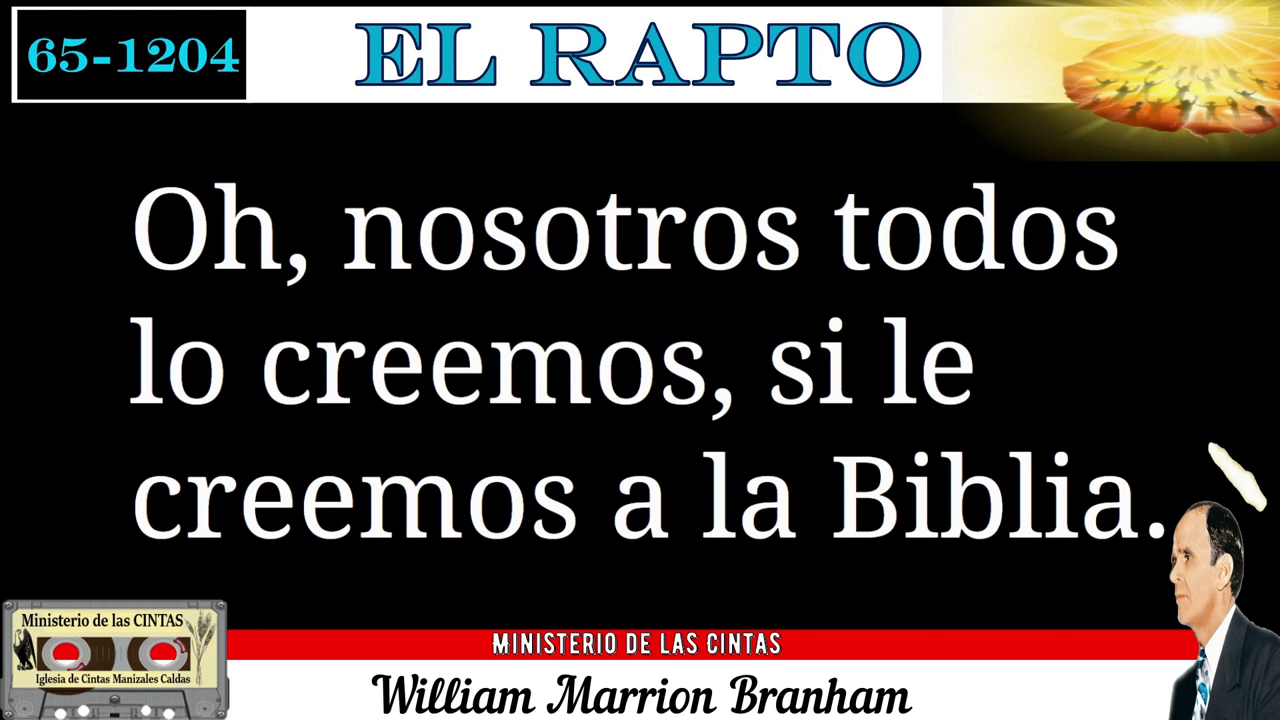 65-1204
EL RAPTO
Oh, nosotros todos
lo creemos, si le
creemos a la Biblia.
Ministerio de las CINTAS
Iglesia de Cintas Manizales Caldas
MINISTERIO DE LAS CINTAS
William Marrion Branham